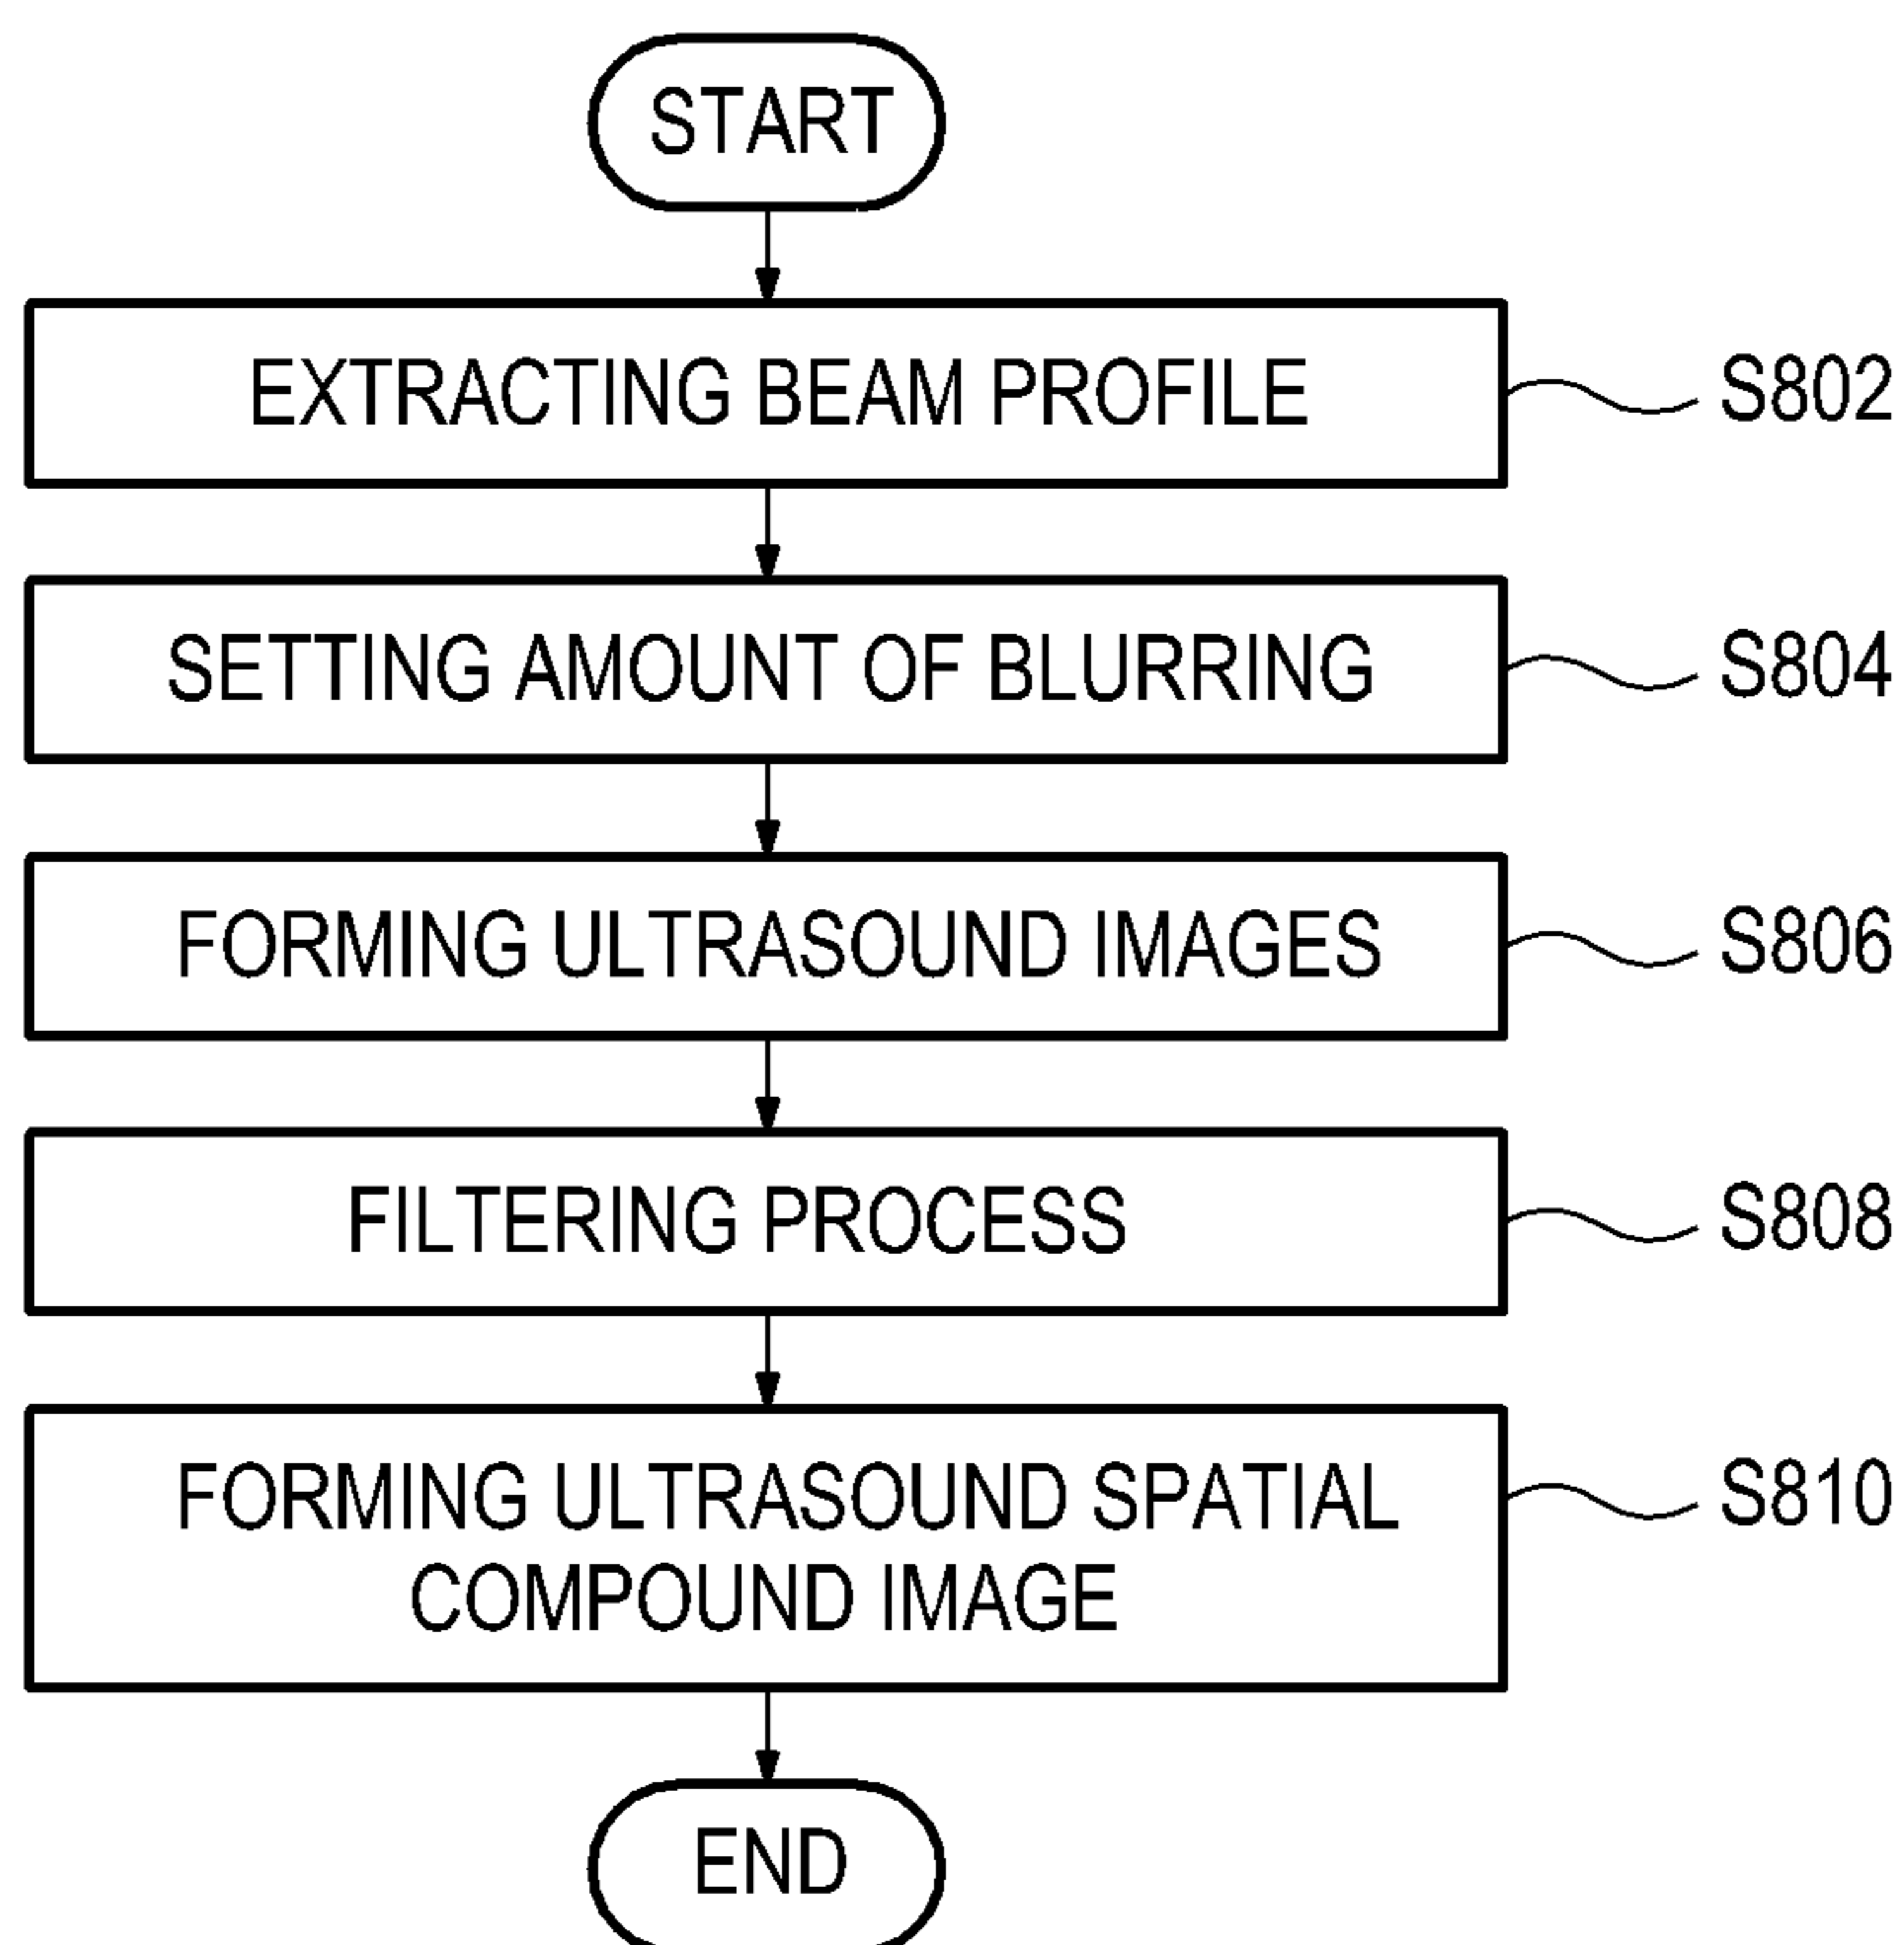 START
EXTRACTING BEAM PROFILE
S802
SETTING AMOUNT OF BLURRING
S804
FORMING ULTRASOUND IMAGES
S806
FILTERING PROCESS
S808
FORMING ULTRASOUND SPATIAL
COMPOUND IMAGE
S810
END